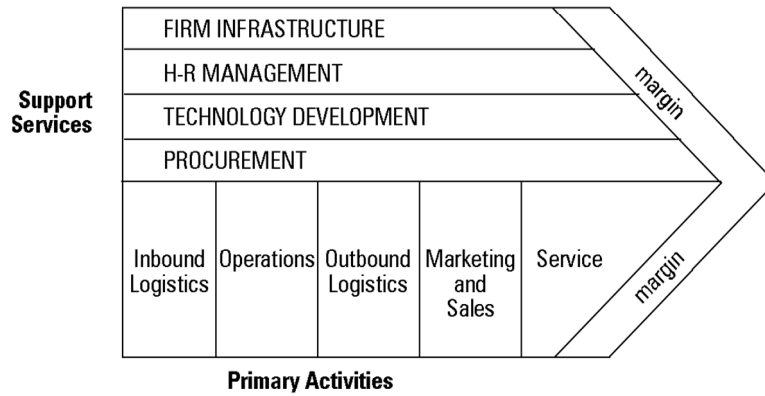 FIRM INFRASTRUCTURE
H-R MANAGEMENT
margin
Support
Services
TECHNOLOGY DEVELOPMENT
PROCUREMENT
Inbound
Logistics
Operations
Outbound
Logistics
Marketing
and
Sales
Service
margin
Primary Activities